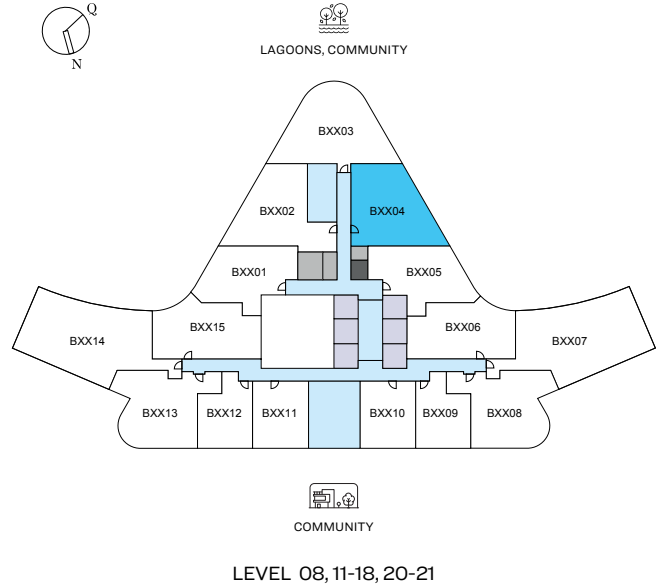 Q
N
LAGOONS, COMMUNITY
BXX03
BXX02
BXX04
BXX01
BXX05
BXX15
BXX06
BXX14
BXX07
BXX13
BXX12
BXX11
BXX10
BXX09
BXX08
COMMUNITY
LEVEL 08, 11-18, 20-21